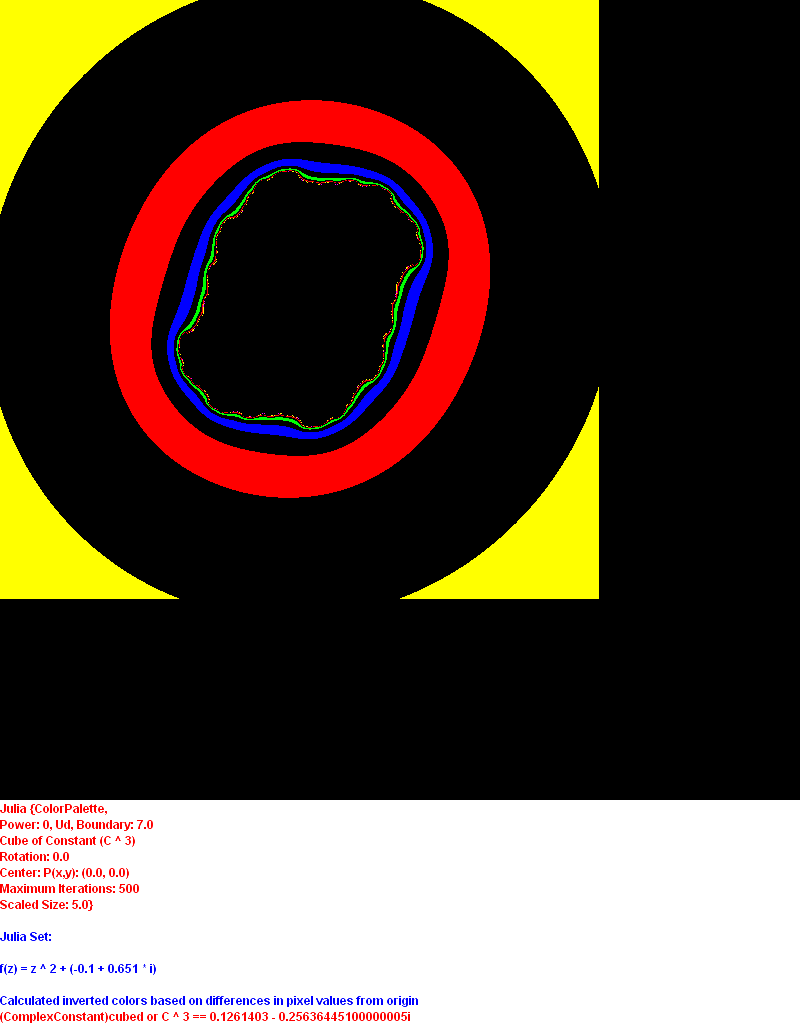 Julia {ColorPalette,
Power: 0, Ud, Boundary: 7.0
Cube of Constant (C ^ 3)
Rotation: 0.0
Center: P(x,y): (0.0, 0.0)
Maximum Iterations: 500
Scaled Size: 5.0}
Julia Set:
f(z) = z ^ 2 + (-0.1 + 0.651 * i)
Calculated inverted colors based on differences in pixel values from origin
(ComplexConstant)cubed or C ^ 3 == 0.1261403 - 0.25636445100000005i